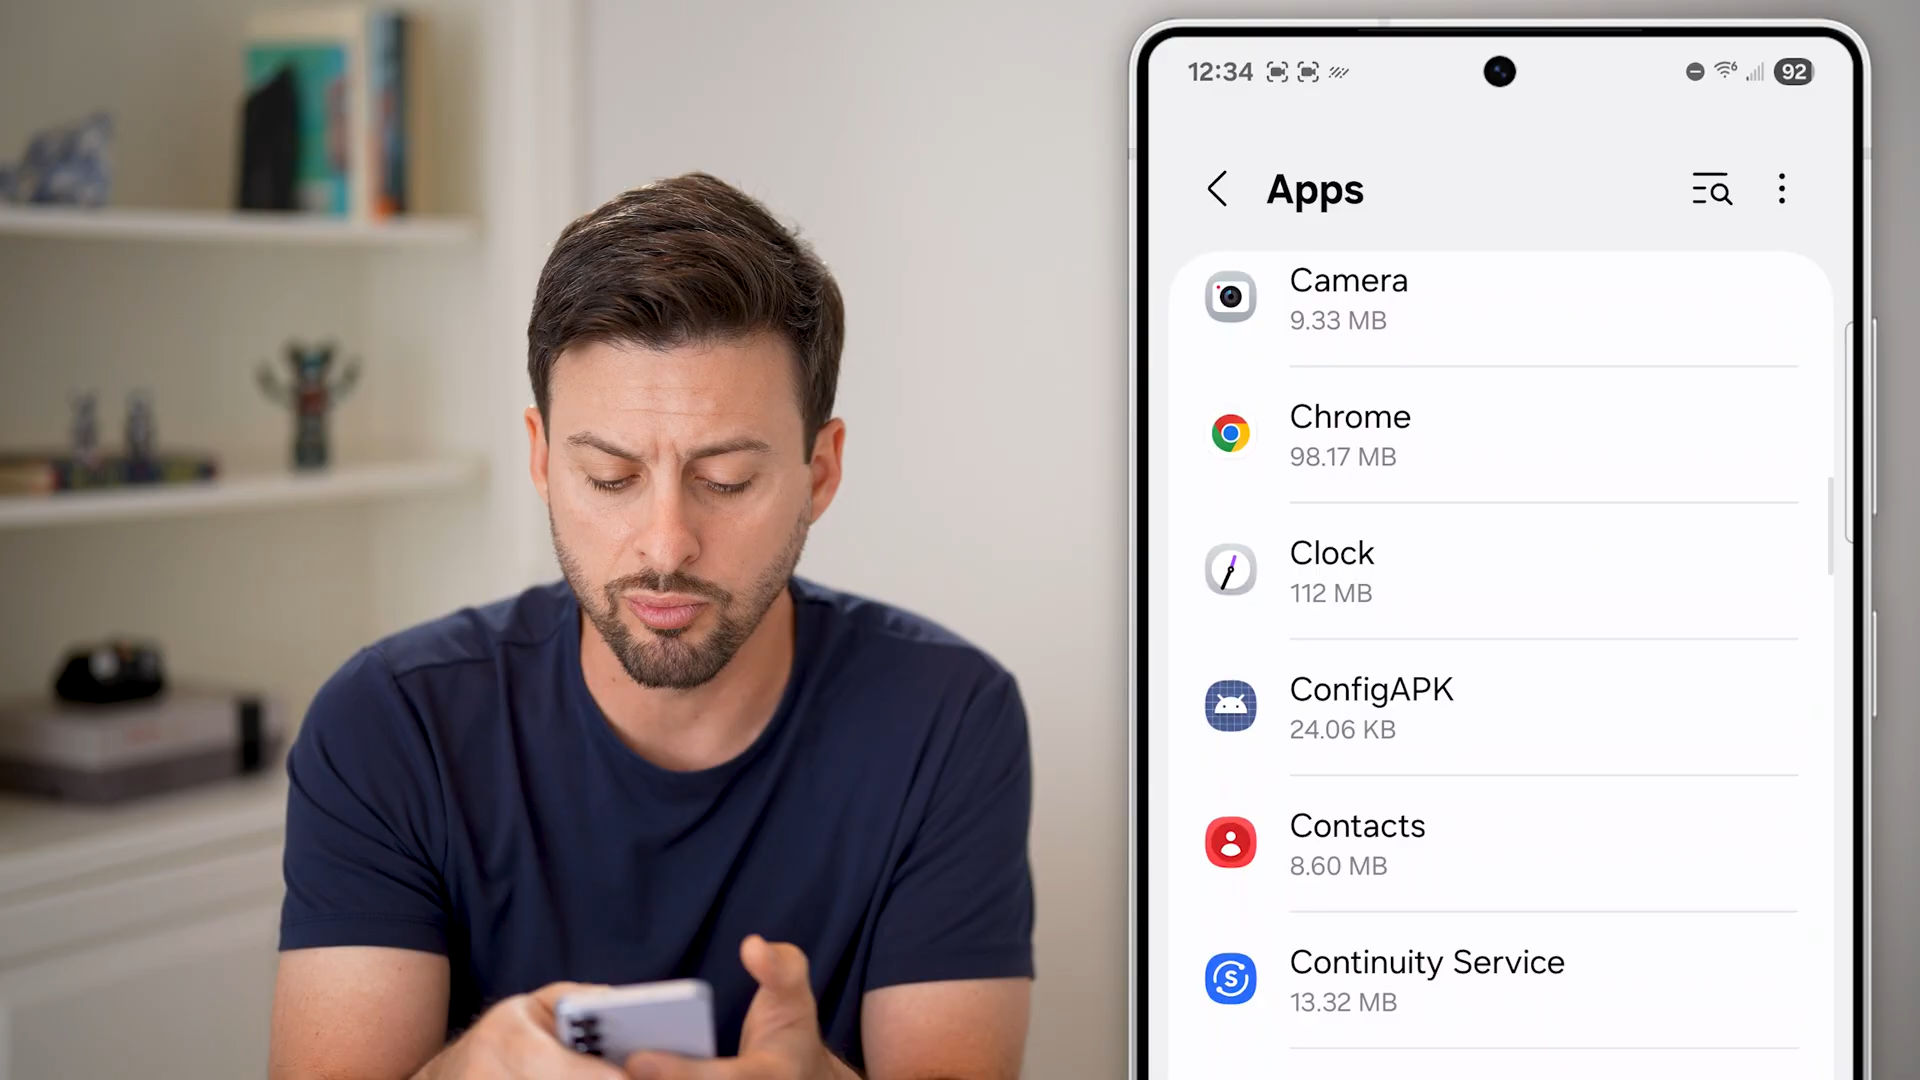 12:34
92
Apps
Camera
9.33 MB
Chrome
98.17 MB
Clock
112 MB
ConfigAPK
24.06 KB
Contacts
8.60 MB
Continuity Service
13.32 MB